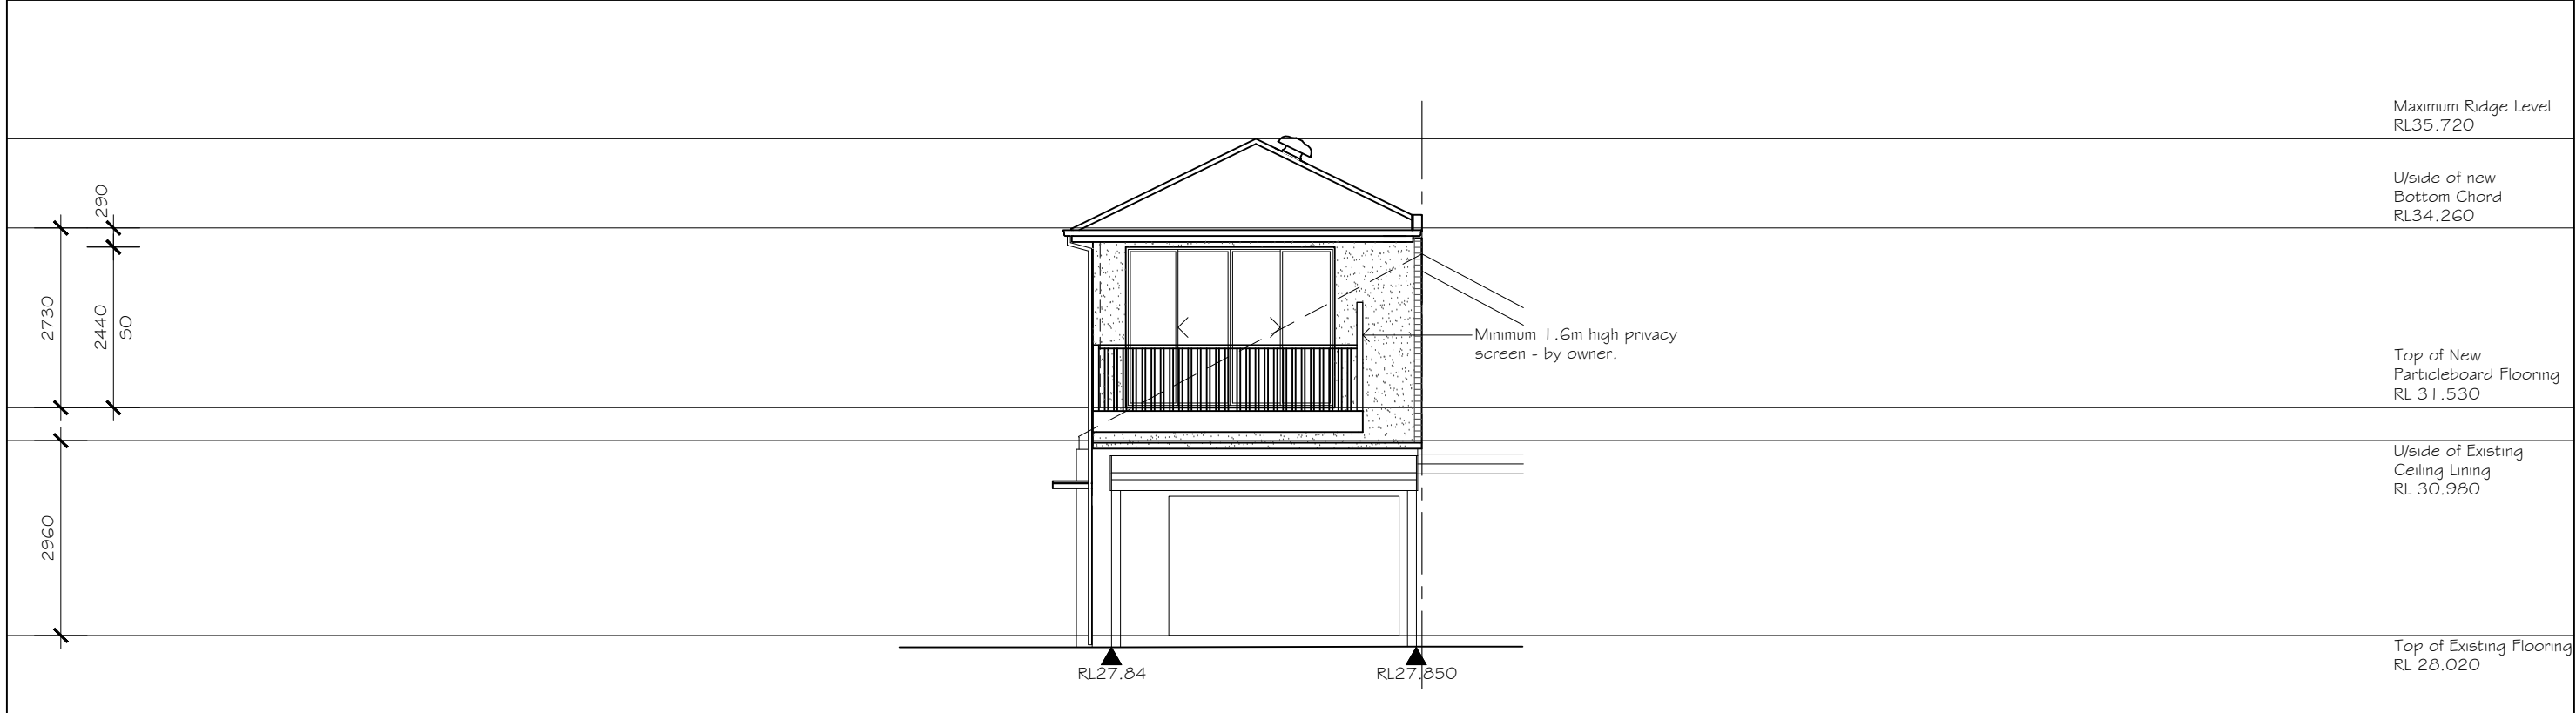 Maximum Ridge Level
RL35.720
U/side of new
Bottom Chord
RL34.260
290
2730
2440
SO
Minimum 1.6m high privacy
screen - by owner.
Top of New
Particleboard Flooring
RL 31.530
U/side of Existing
Ceiling Lining
RL 30.980
2960
Top of Existing Flooring
RL 28.020
RL27.84
RL27.850